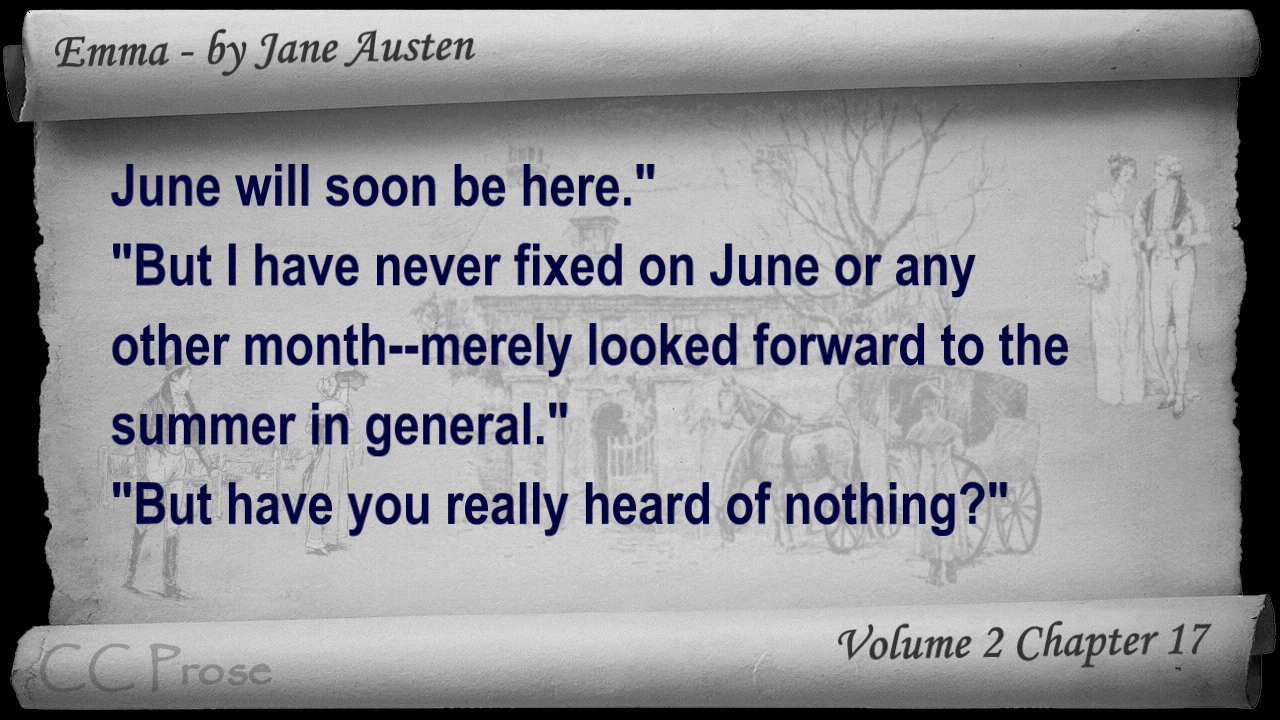 Emma - by Jane Austen
June will soon be here."
"But I have never fixed on June or any
other month--merely looked forward to the
summer in general."
"But have you really heard of nothing?"
Volume 2 Chapter 17
CC Prose